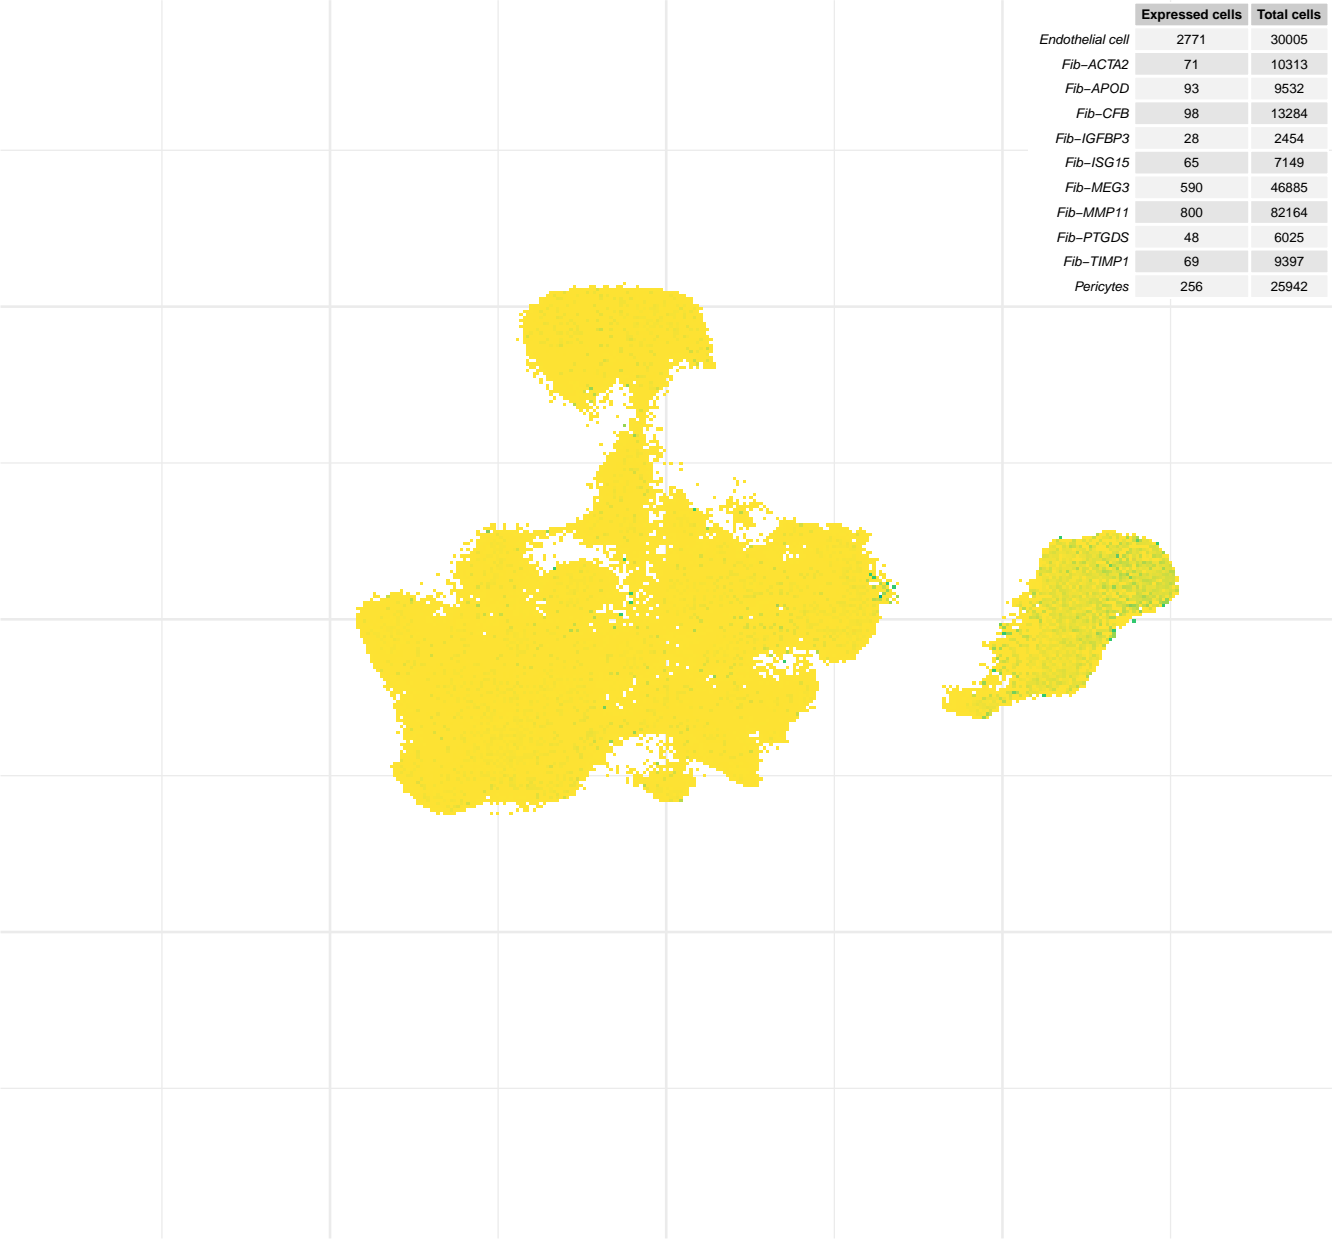 Expressed cells Total cells
Endothelial cell 2771 30005
Fib−ACTA2 71 10313
Fib−APOD 93 9532
Fib−CFB 98 13284
Fib−IGFBP3 28 2454
Fib−ISG15 65 7149
Fib−MEG3 590 46885
Fib−MMP11 800 82164
Fib−PTGDS 48 6025
Fib−TIMP1 69 9397
Pericytes 256 25942